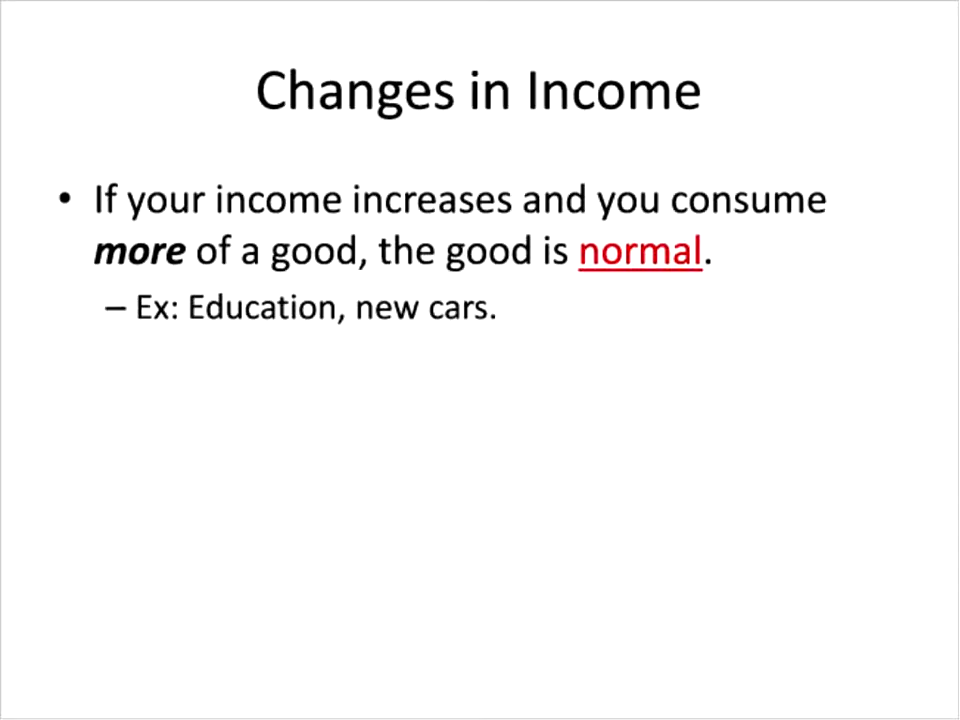 Changes in Income
• If your income increases and you consume
more of a good, the good is normal.
– Ex: Education, new cars.